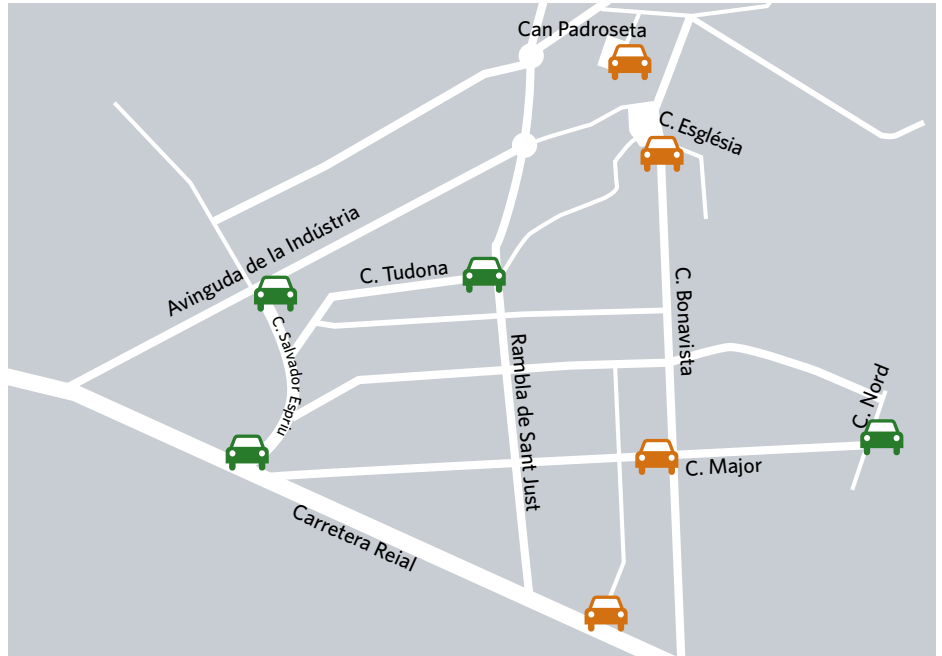 Can Padroseta
C. Església
Avinguda de la Indústria
C. Tudona
C. Bonavista
C. Salvador Espriu
Rambla de Sant Just
C. Nord
C. Major
Carretera Reial